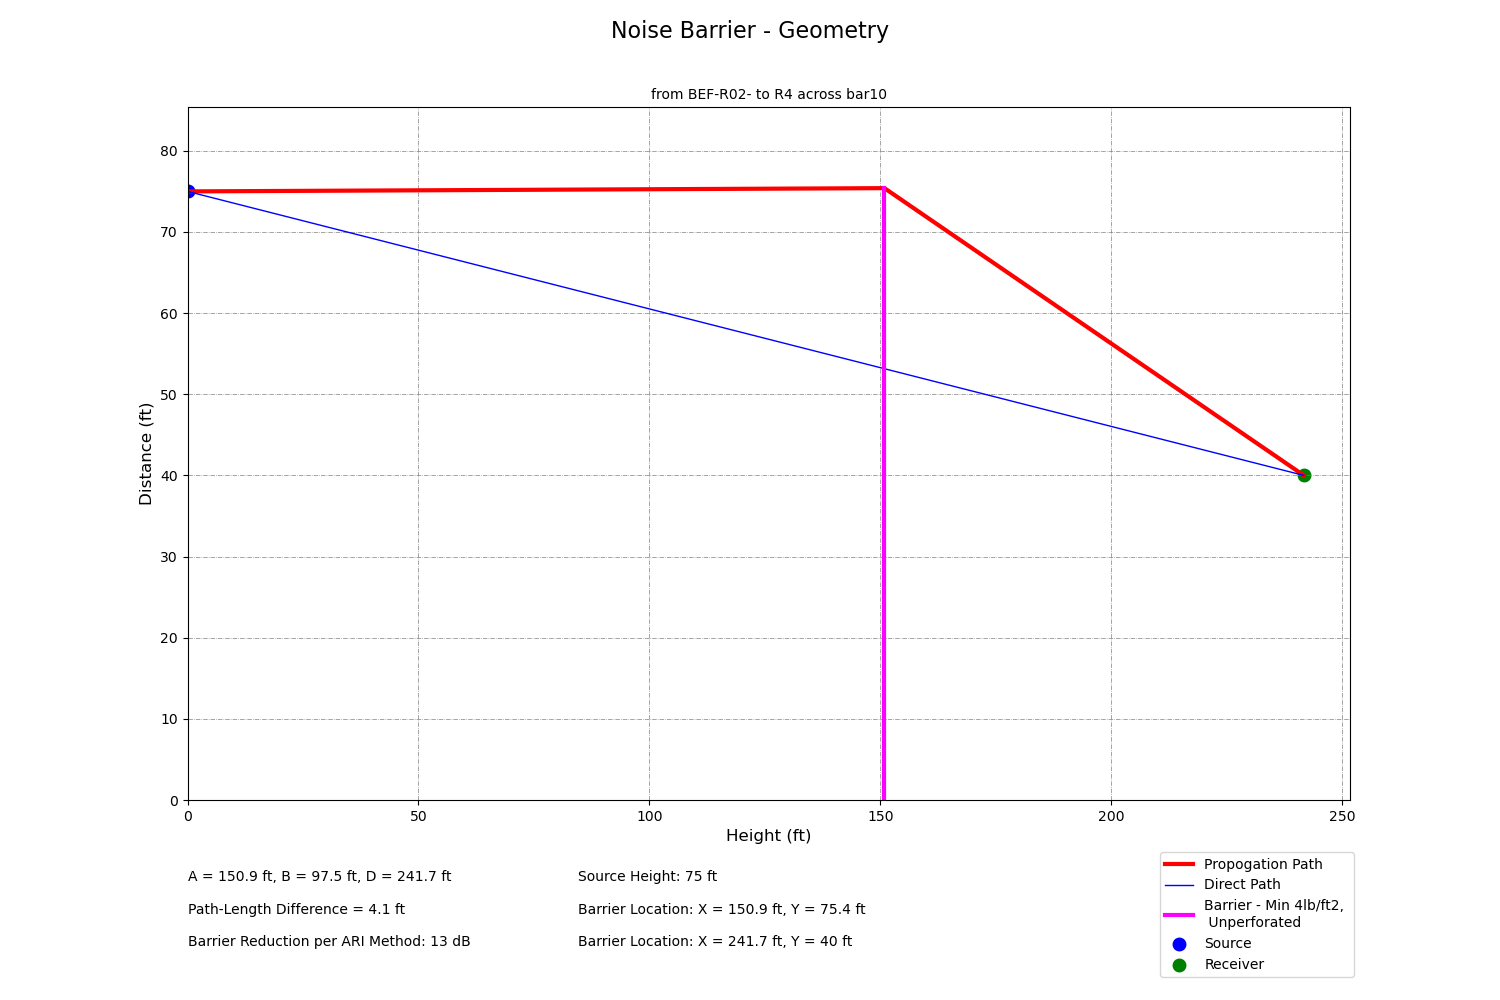 Noise Barrier - Geometry
from BEF-R02- to R4 across bar10
80
70
60
50
40
30
20
10
0
Distance (ft)
0 50 100 150 200 250
Height (ft)
A = 150.9 ft, B = 97.5 ft, D = 241.7 ft
Path-Length Difference = 4.1 ft
Barrier Reduction per ARI Method: 13 dB
Source Height: 75 ft
Barrier Location: X = 150.9 ft, Y = 75.4 ft
Barrier Location: X = 241.7 ft, Y = 40 ft
Propogation Path
Direct Path
Barrier - Min 4lb/ft2,
Unperforated
Source
Receiver